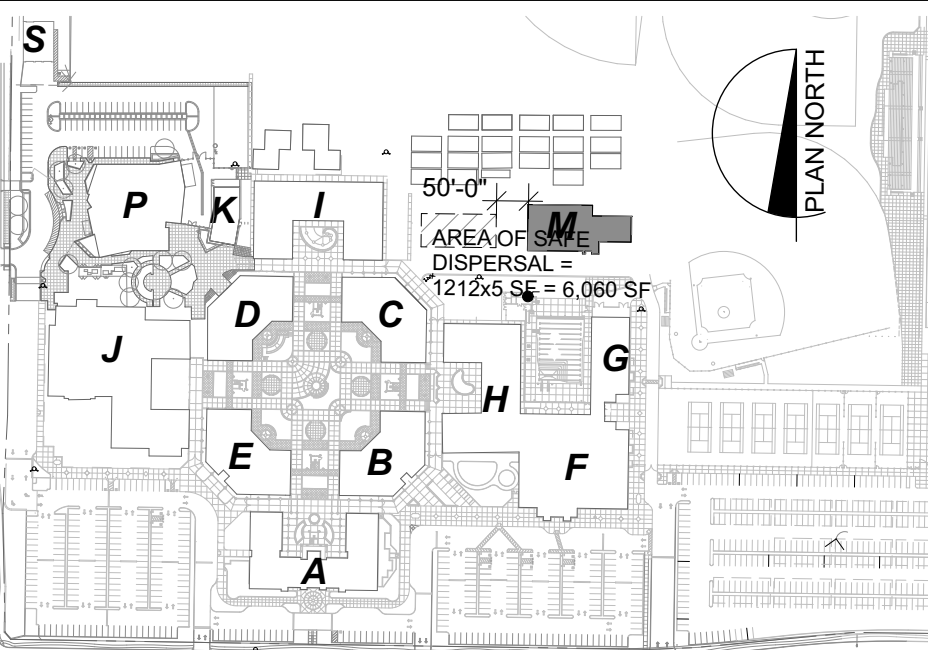 S
PLAN NORTH
P
K
I
50'-0"
M
AREA OF SAFE
DISPERSAL =
1212x5 SF = 6,060 SF
D
C
J
G
H
E
B
F
A